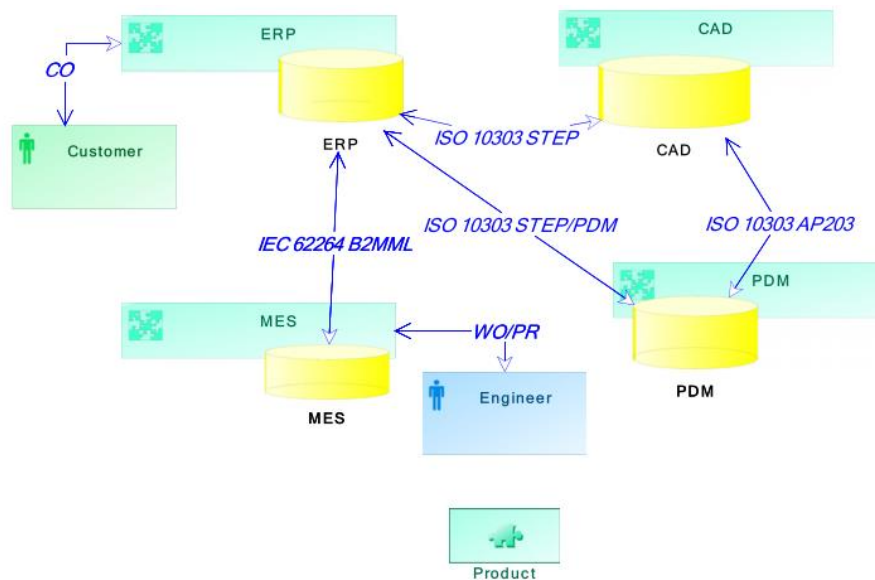 ERP
CAD
CO
Customer
ISO 10303 STEP
ERP
CAD
IEC 62264 B2MML
ISO 10303 STEP/PDM
ISO 10303 AP203
MES
PDM
WO/PR
MES
Engineer
PDM
Product